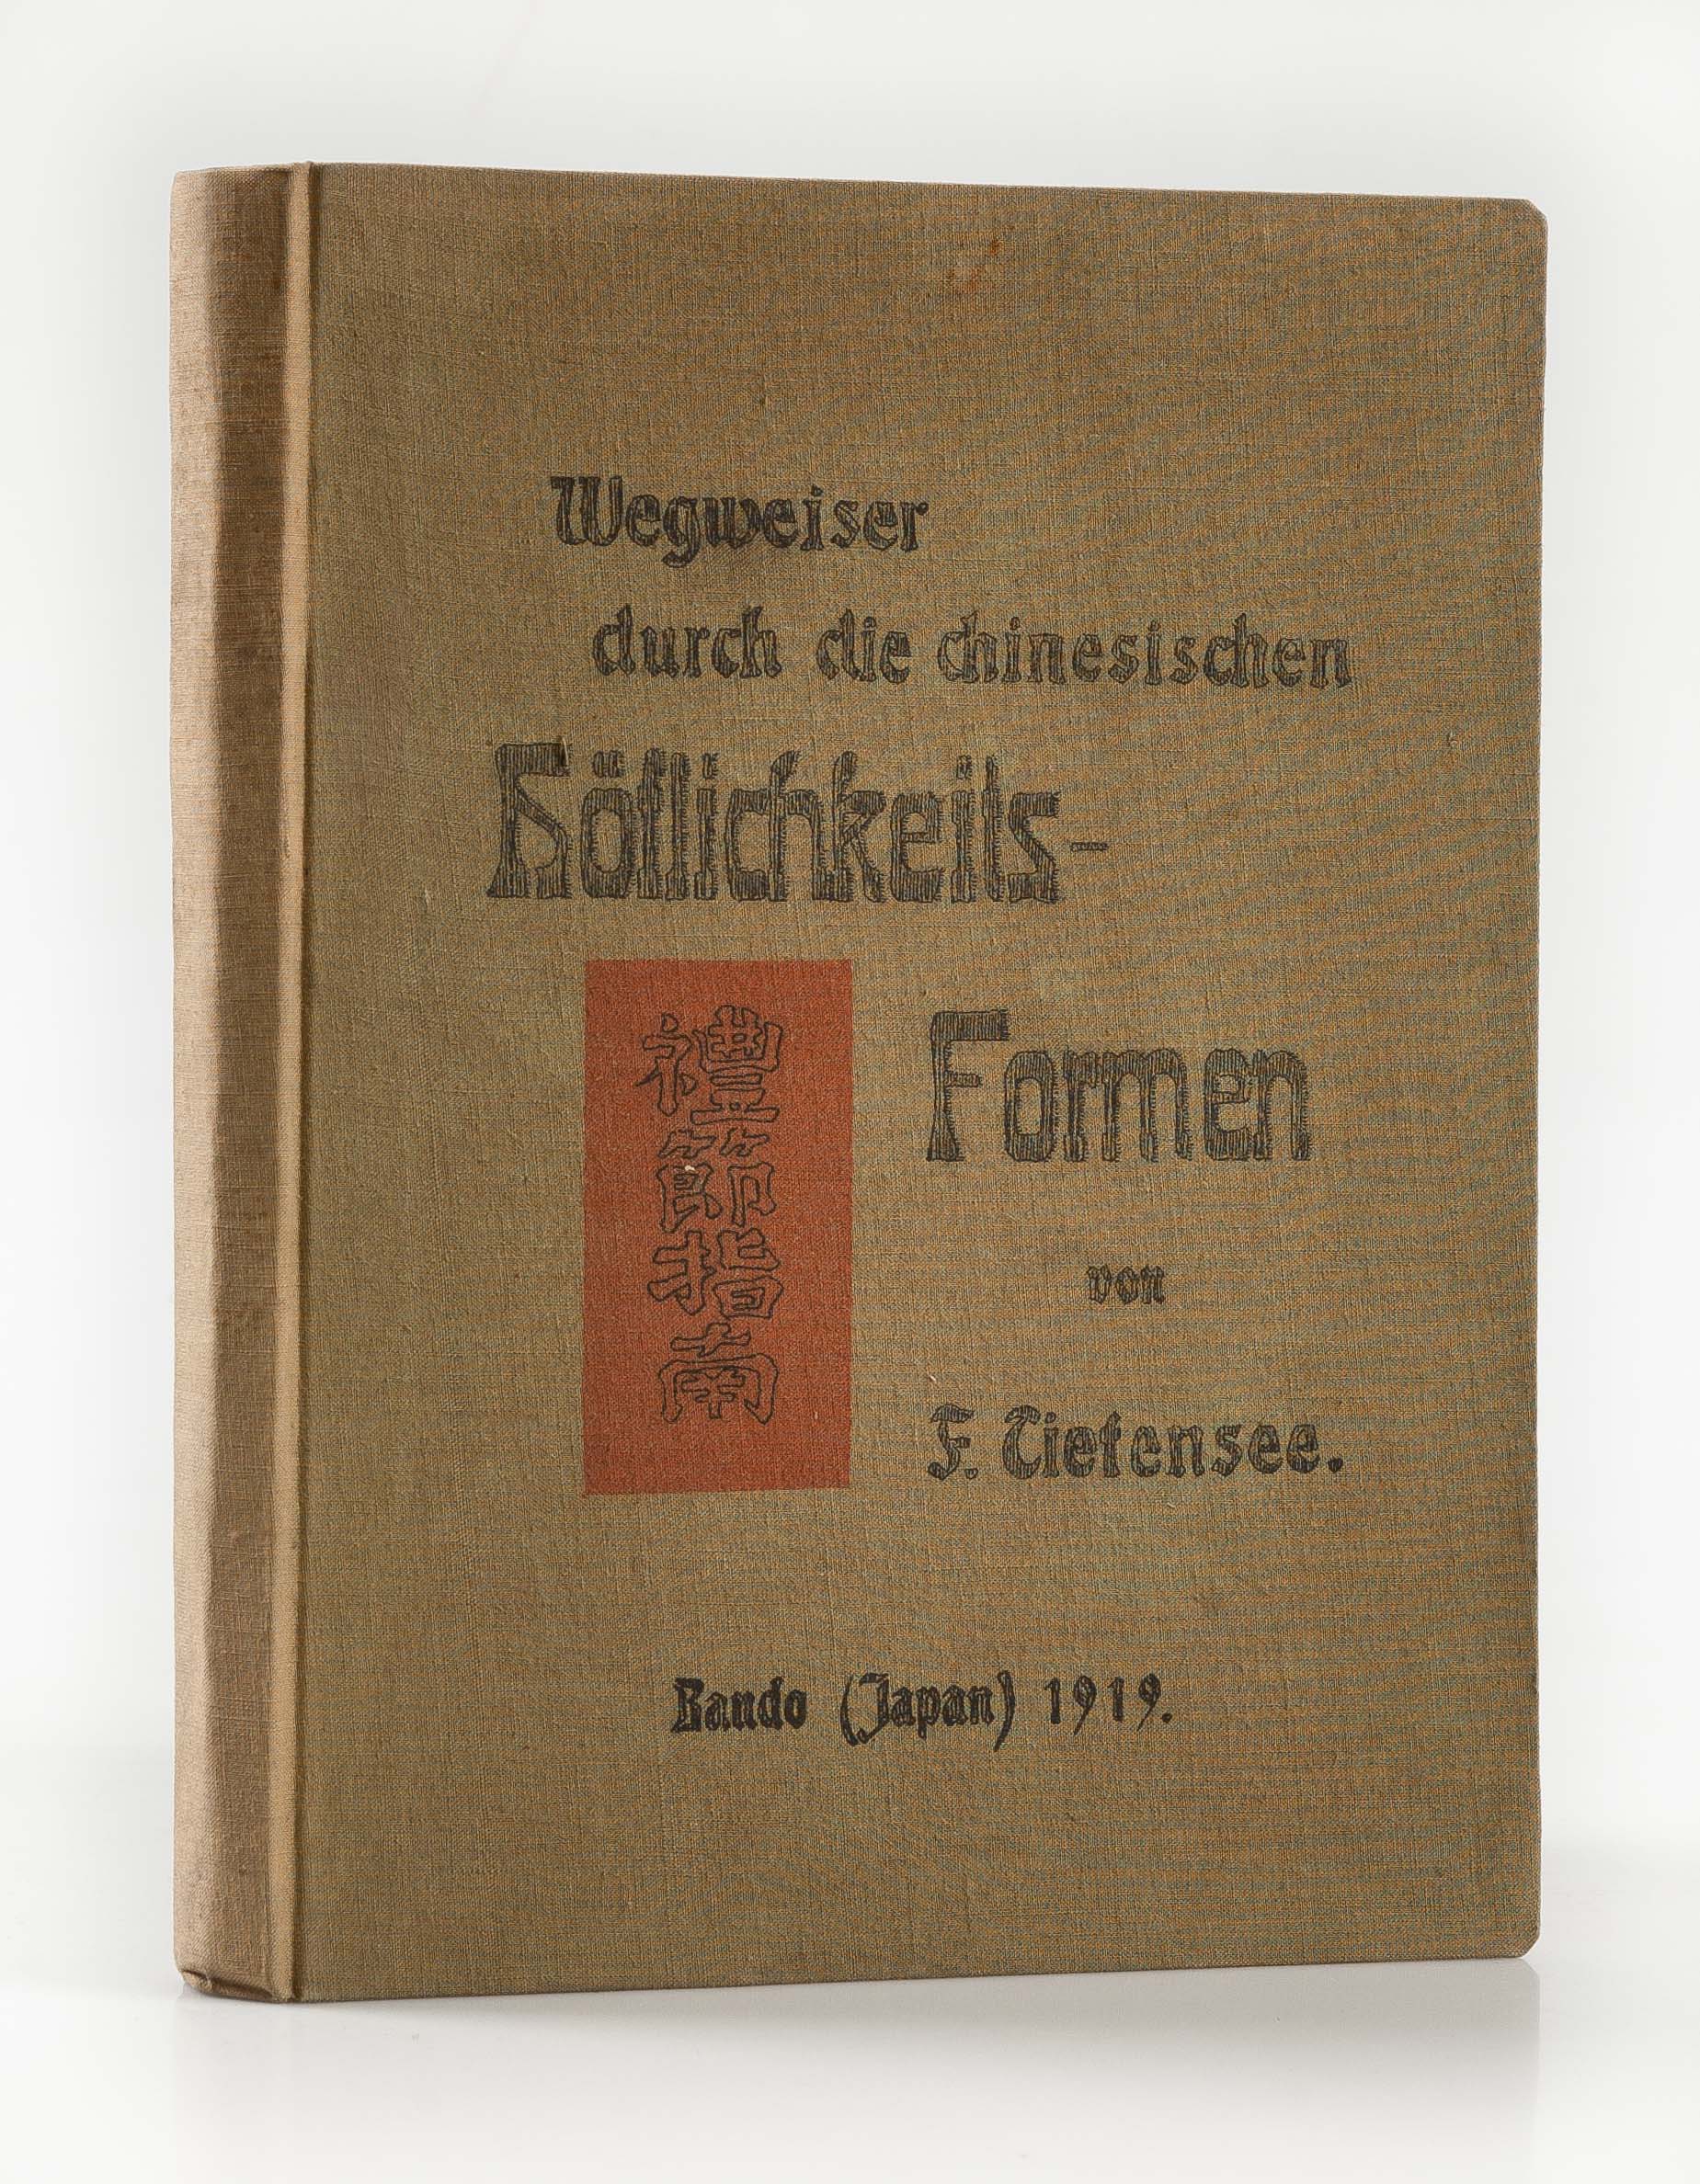 Wegweiser
durch die chinesischen
Höflichkeits-
Formen
禮節指南
von
F. Tiefensee.
Bando (Japan) 1919.